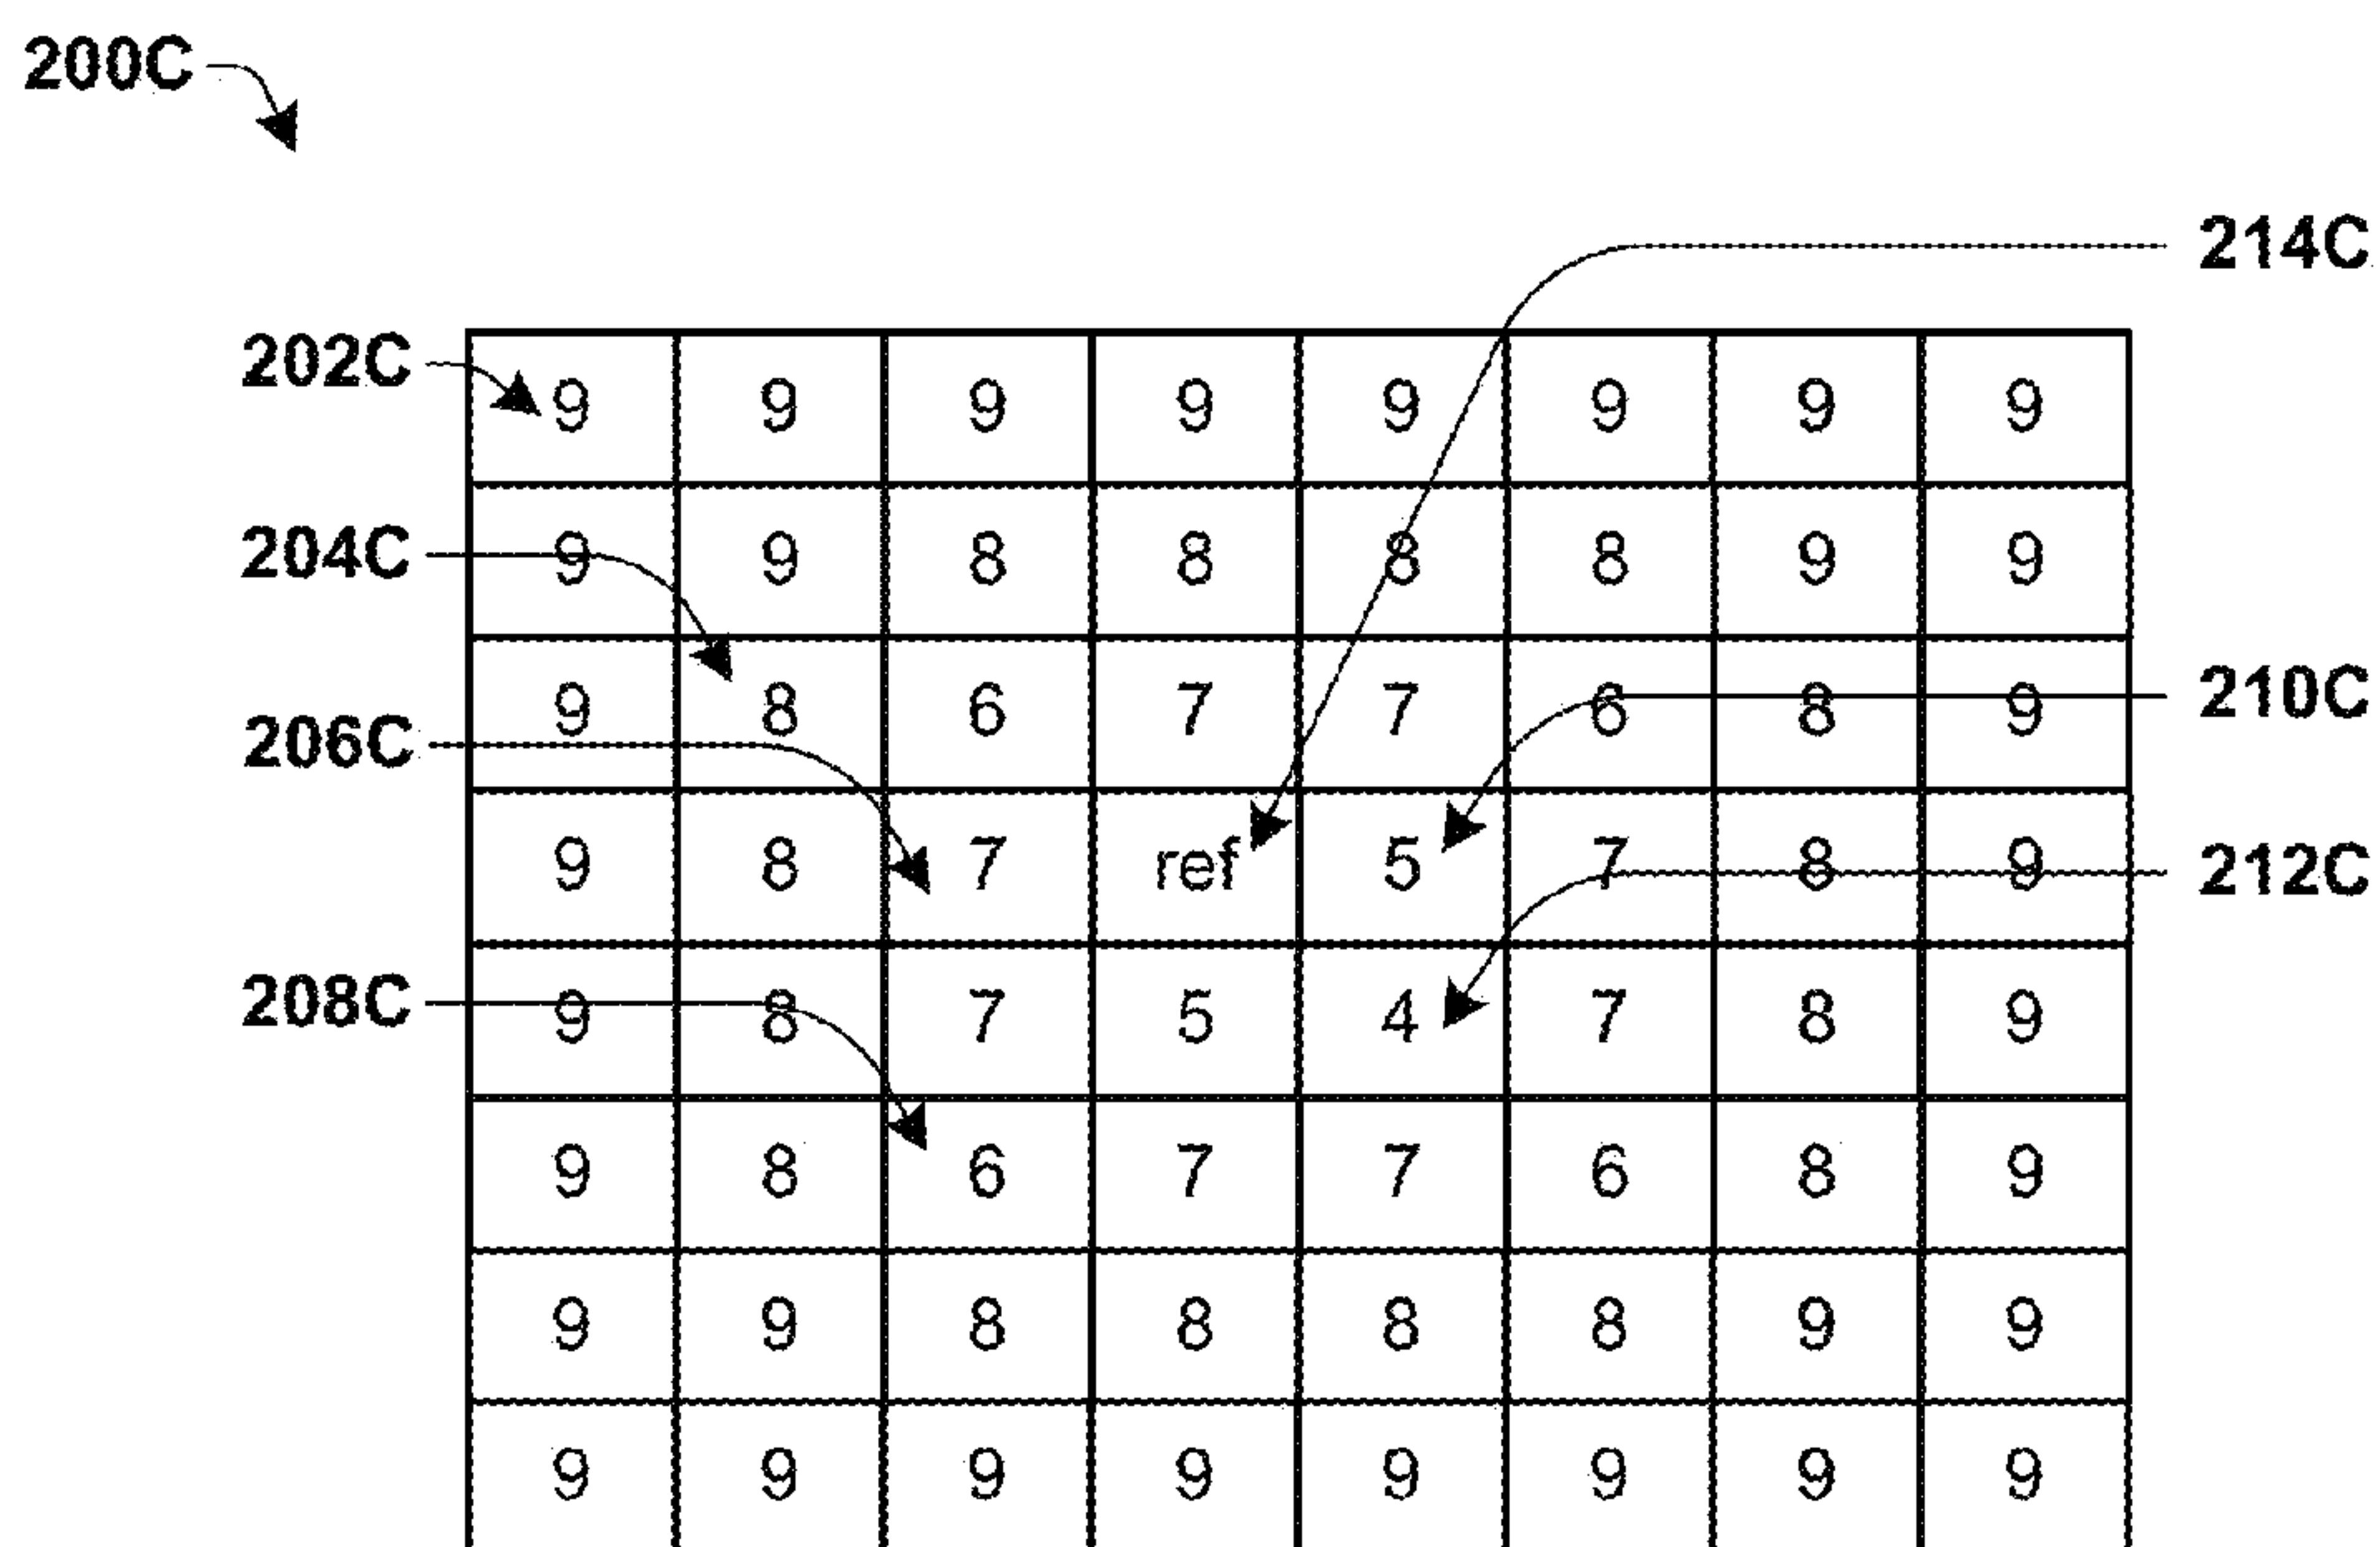 200C
214C
202C 9 9 9 9 9 9 9 9
204C 9 9 8 8 8 8 9 9
9 8 6 7 7 6 8 9 210C
206C
9 8 7 ref 5 7 8 9 212C
208C 9 8 7 5 4 7 8 9
9 8 6 7 7 6 8 9
9 9 8 8 8 8 9 9
9 9 9 9 9 9 9 9